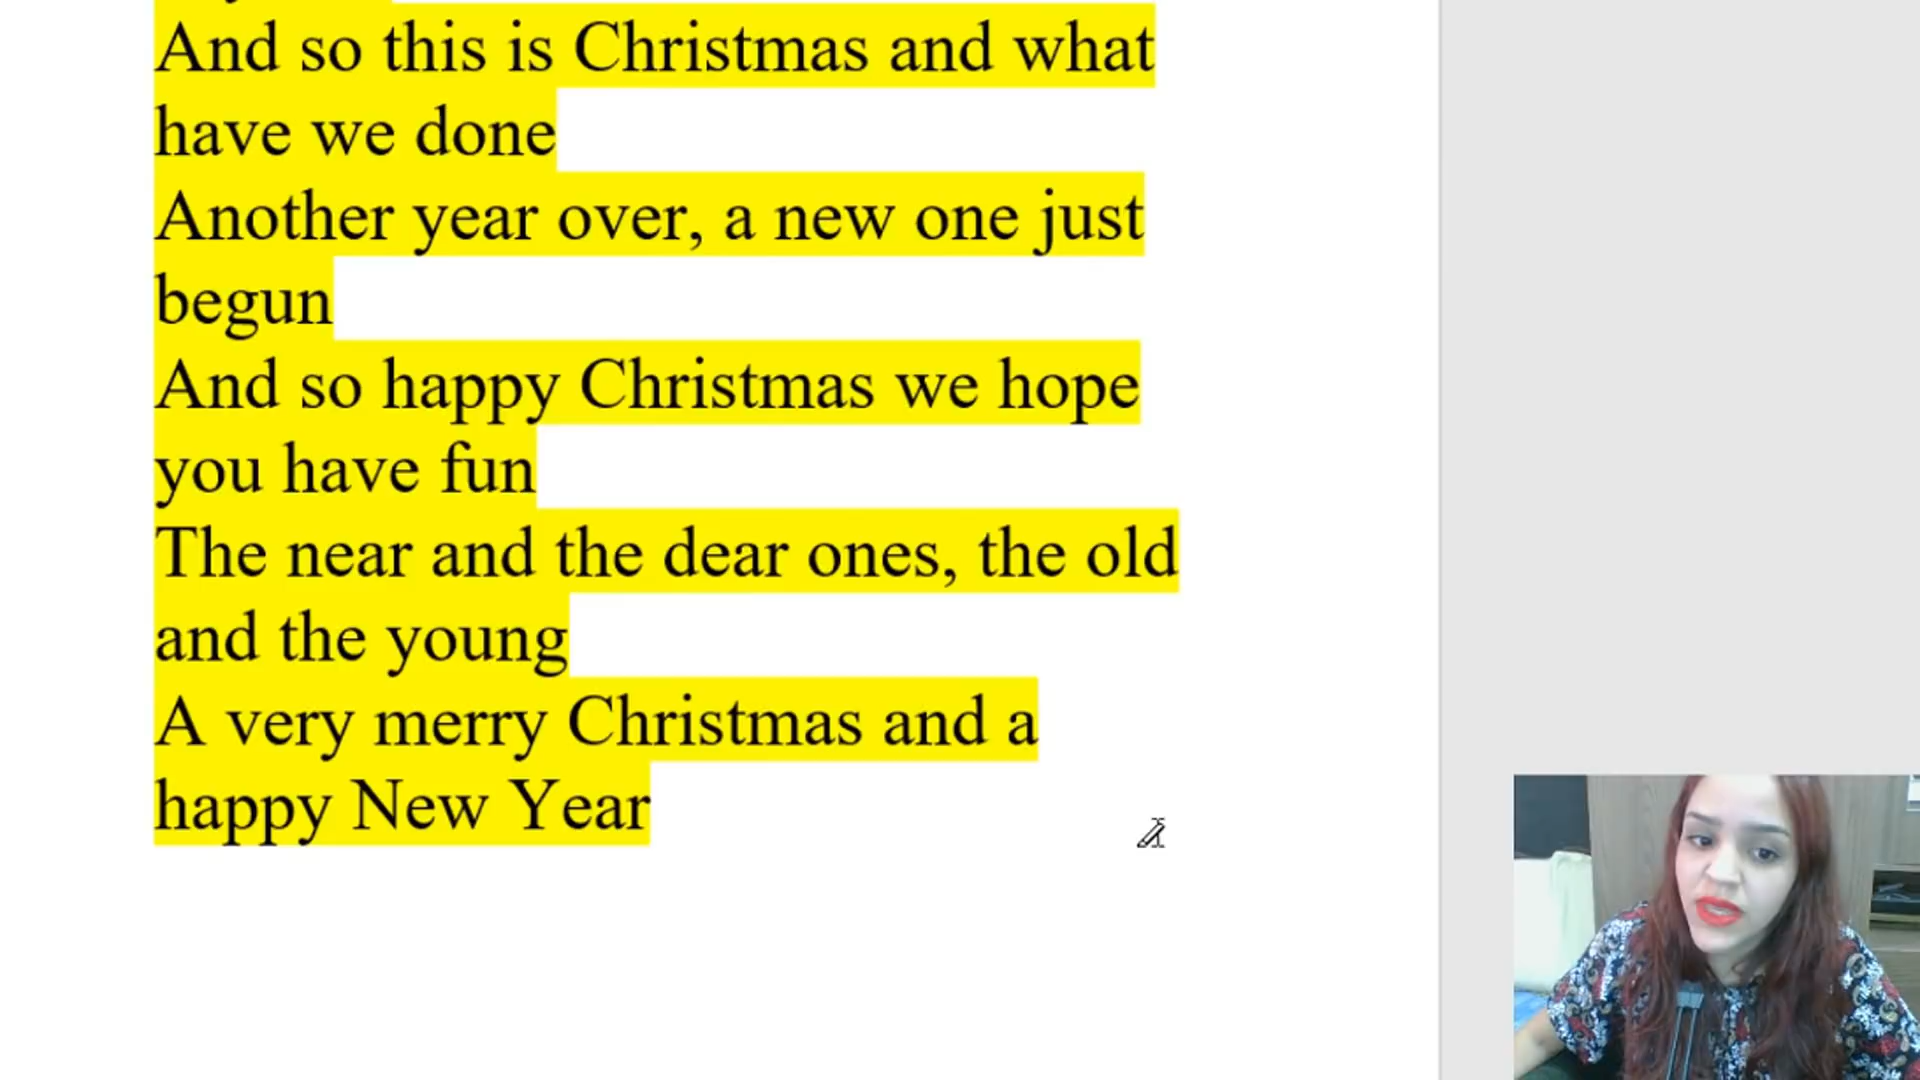 And so this is Christmas and what
have we done
Another year over, a new one just
begun
And so happy Christmas we hope
you have fun
The near and the dear ones, the old
and the young
A very merry Christmas and a
happy New Year